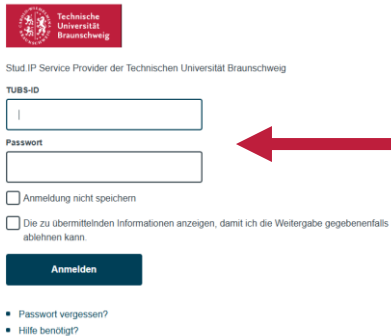 Technische
Universität
Braunschweig
Stud.IP Service Provider der Technischen Universität Braunschweig
TUBS-ID
Passwort
Anmeldung nicht speichern
Die zu übermittelnden Informationen anzeigen, damit ich die Weitergabe gegebenenfalls
ablehnen kann.
Anmelden
Passwort vergessen?
Hilfe benötigt?